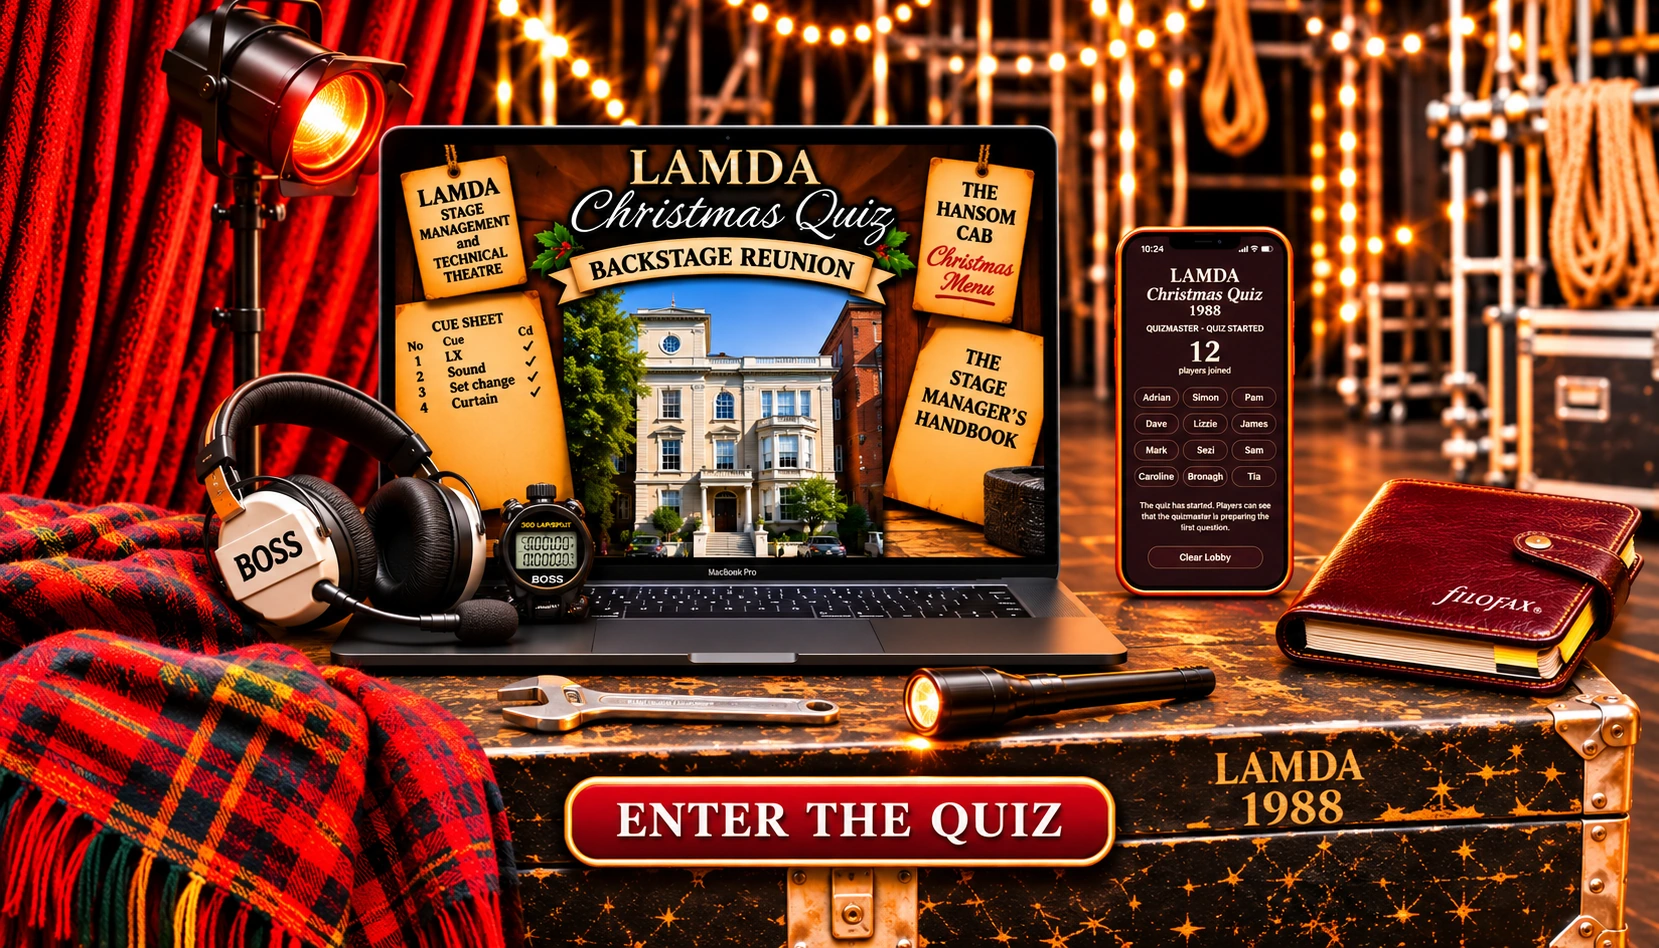 LAMDA
Christmas Quiz
BACKSTAGE REUNION
LAMDA
STAGE
MANAGEMENT
and
TECHNICAL
THEATRE
CUE SHEET
No Cue Cd
1 LX ✓
2 Sound ✓
3 Set change ✓
4 Curtain ✓
THE
HANSOM
CAB
Christmas
Menu
THE
STAGE
MANAGER'S
HANDBOOK
MacBook Pro
BOSS
BOSS
10:24
LAMDA
Christmas Quiz
1988
QUIZMASTER - QUIZ STARTED
12
players joined
Adrian Simon Pam
Dave Lizzie James
Mark Sezi Sam
Caroline Bronagh Tia
The quiz has started. Players can see
that the quizmaster is preparing the
first question.
Clear Lobby
fiLOFAX®
LAMDA
1988
ENTER THE QUIZ